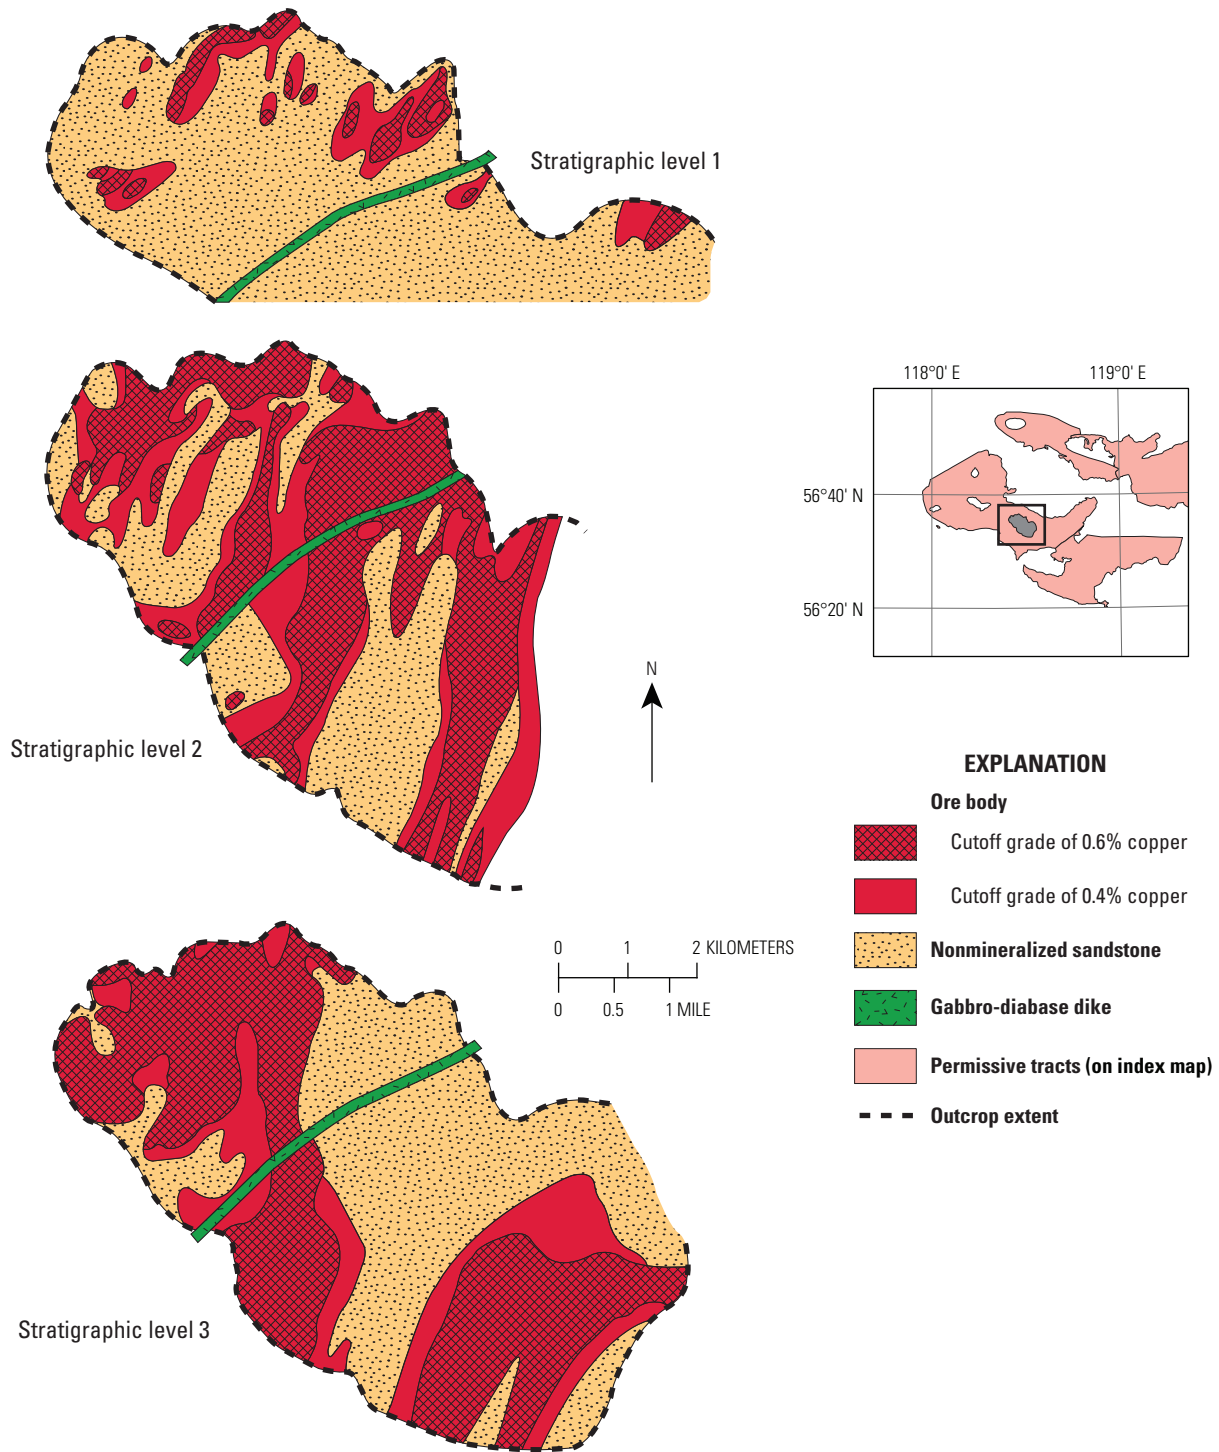 Stratigraphic level 1
118°0' E
119°0' E
56°40' N
56°20' N
N
Stratigraphic level 2
EXPLANATION
Ore body
Cutoff grade of 0.6% copper
Cutoff grade of 0.4% copper
Nonmineralized sandstone
Gabbro-diabase dike
Permissive tracts (on index map)
Outcrop extent
0 1 2 KILOMETERS
0 0.5 1 MILE
Stratigraphic level 3